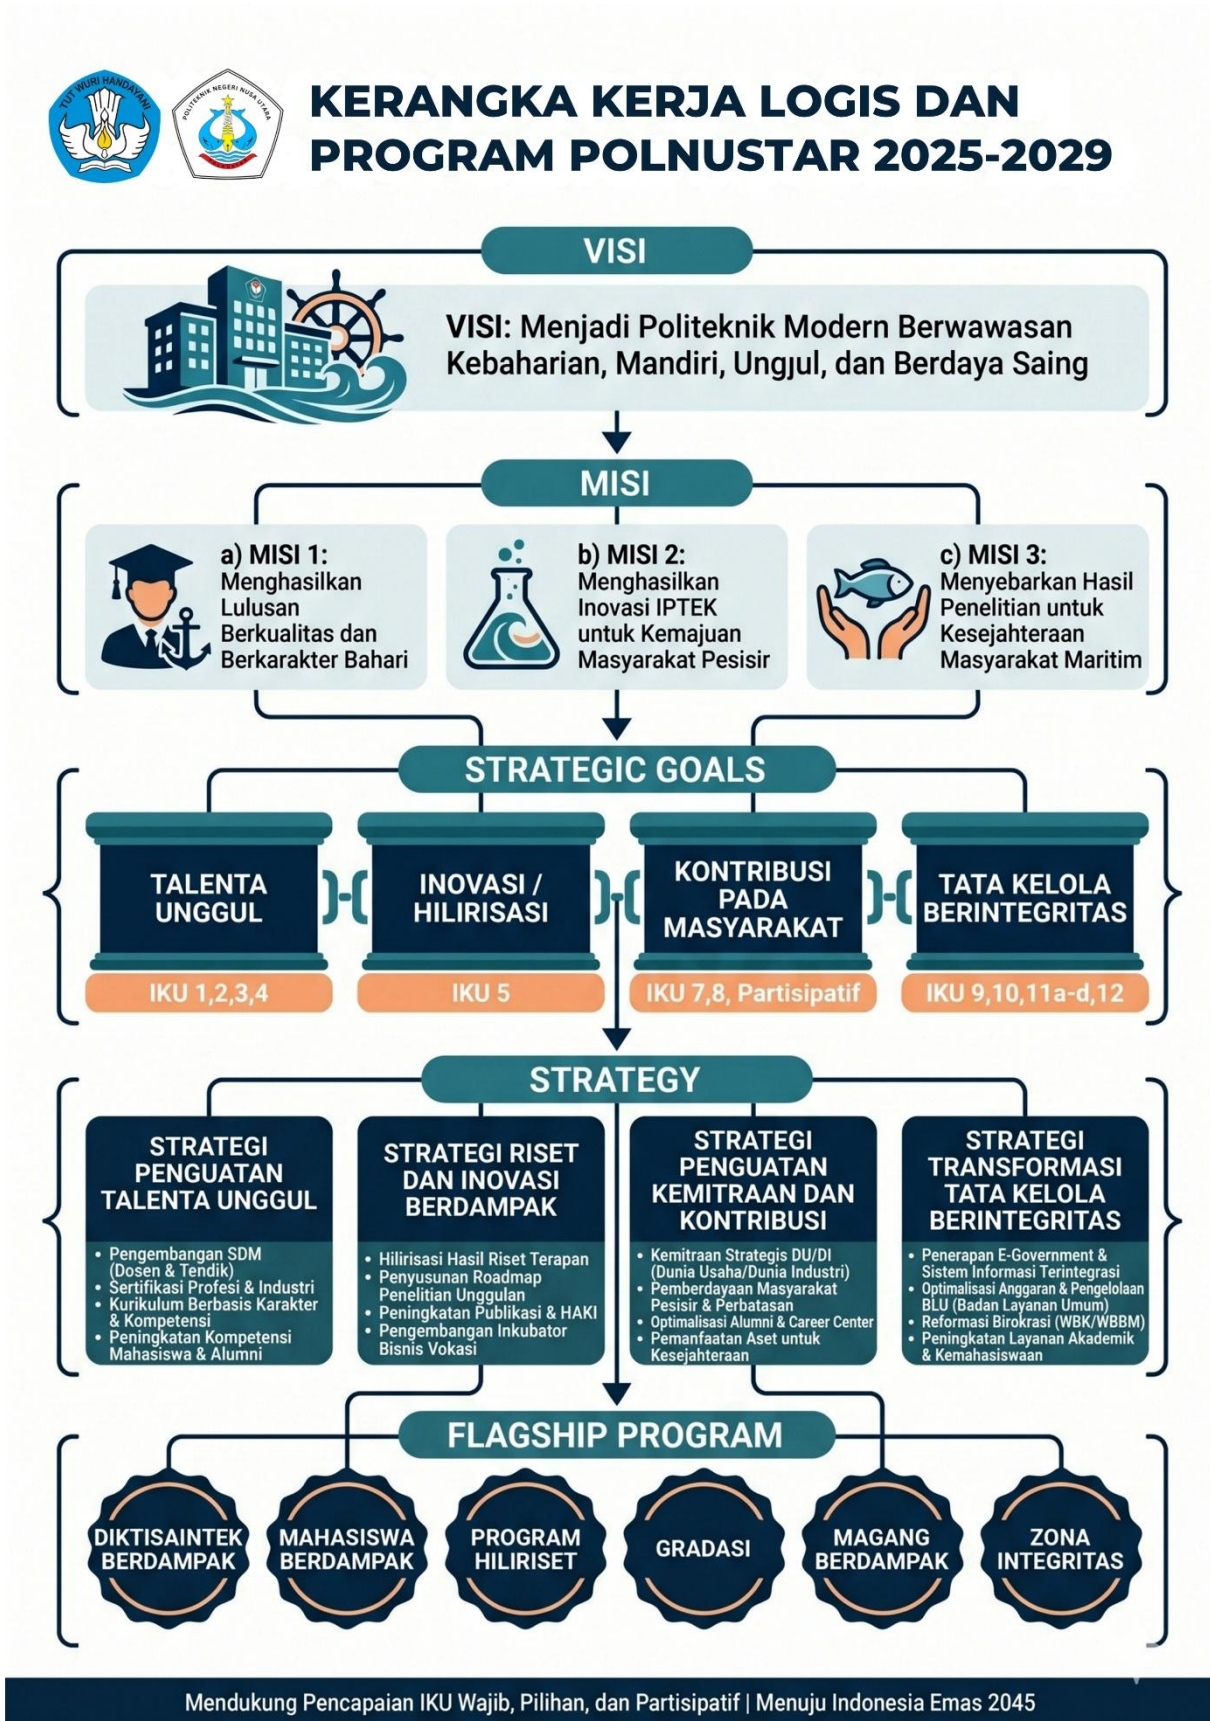 TUT WURI HANDAYANI
POLITEKNIK NEGERI NUSA UTARA
KERANGKA KERJA LOGIS DAN
PROGRAM POLNUSTAR 2025-2029
VISI
VISI: Menjadi Politeknik Modern Berwawasan
Kebaharian, Mandiri, Ungjul, dan Berdaya Saing
MISI
a) MISI 1:
Menghasilkan
Lulusan
Berkualitas dan
Berkarakter Bahari
b) MISI 2:
Menghasilkan
Inovasi IPTEK
untuk Kemajuan
Masyarakat Pesisir
c) MISI 3:
Menyebarkan Hasil
Penelitian untuk
Kesejahteraan
Masyarakat Maritim
STRATEGIC GOALS
TALENTA
UNGGUL
IKU 1,2,3,4
INOVASI /
HILIRISASI
IKU 5
KONTRIBUSI
PADA
MASYARAKAT
IKU 7,8, Partisipatif
TATA KELOLA
BERINTEGRITAS
IKU 9,10,11a-d,12
STRATEGY
STRATEGI
PENGUATAN
TALENTA UNGGUL
• Pengembangan SDM
(Dosen & Tendik)
• Sertifikasi Profesi & Industri
• Kurikulum Berbasis Karakter
& Kompetensi
• Peningkatan Kompetensi
Mahasiswa & Alumni
STRATEGI RISET
DAN INOVASI
BERDAMPAK
• Hilirisasi Hasil Riset Terapan
• Penyusunan Roadmap
Penelitian Unggulan
• Peningkatan Publikasi & HAKI
• Pengembangan Inkubator
Bisnis Vokasi
STRATEGI
PENGUATAN
KEMITRAAN DAN
KONTRIBUSI
• Kemitraan Strategis DU/DI
(Dunia Usaha/Dunia Industri)
• Pemberdayaan Masyarakat
Pesisir & Perbatasan
• Optimalisasi Alumni & Career Center
• Pemanfaatan Aset untuk
Kesejahteraan
STRATEGI
TRANSFORMASI
TATA KELOLA
BERINTEGRITAS
• Penerapan E-Government &
Sistem Informasi Terintegrasi
• Optimalisasi Anggaran & Pengelolaan
BLU (Badan Layanan Umum)
• Reformasi Birokrasi (WBK/WBBM)
• Peningkatan Layanan Akademik
& Kemahasiswaan
FLAGSHIP PROGRAM
DIKTISAINTEK
BERDAMPAK
MAHASISWA
BERDAMPAK
PROGRAM
HILIRISET
GRADASI
MAGANG
BERDAMPAK
ZONA
INTEGRITAS
Mendukung Pencapaian IKU Wajib, Pilihan, dan Partisipatif | Menuju Indonesia Emas 2045